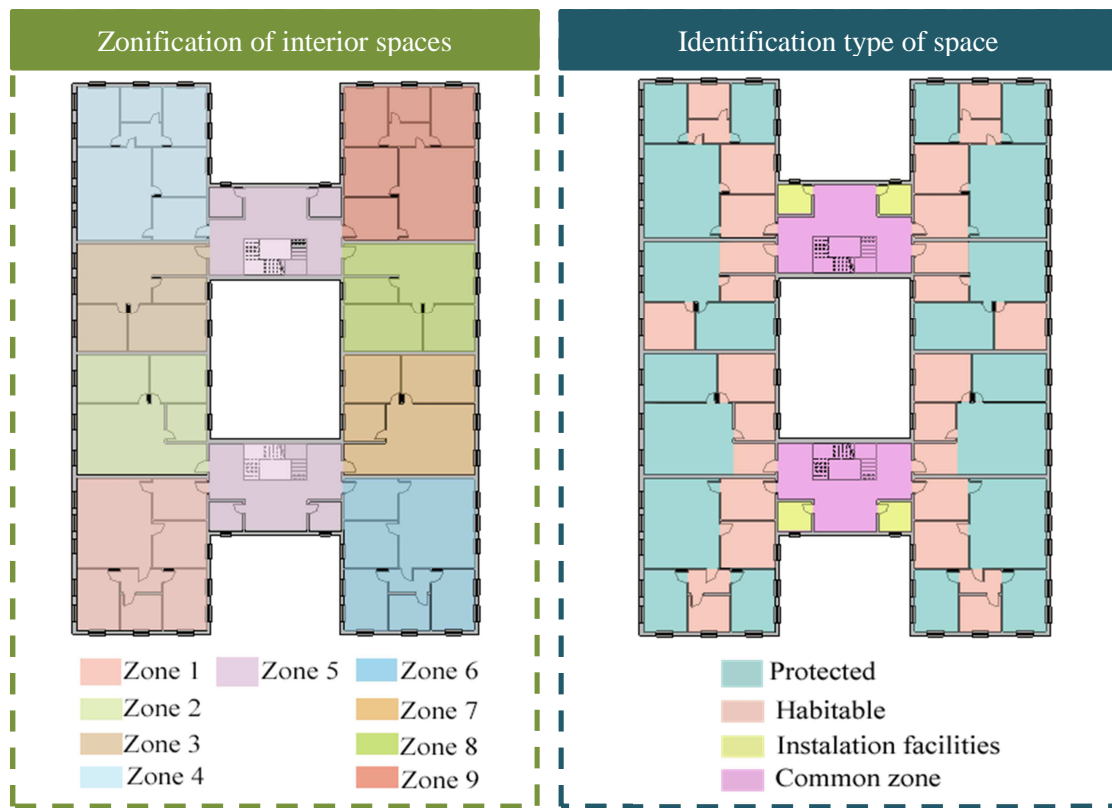 Zonification of interior spaces
Identification type of space
Zone 1
Zone 5
Zone 6
Zone 2
Zone 7
Zone 3
Zone 8
Zone 4
Zone 9
Protected
Habitable
Instalation facilities
Common zone